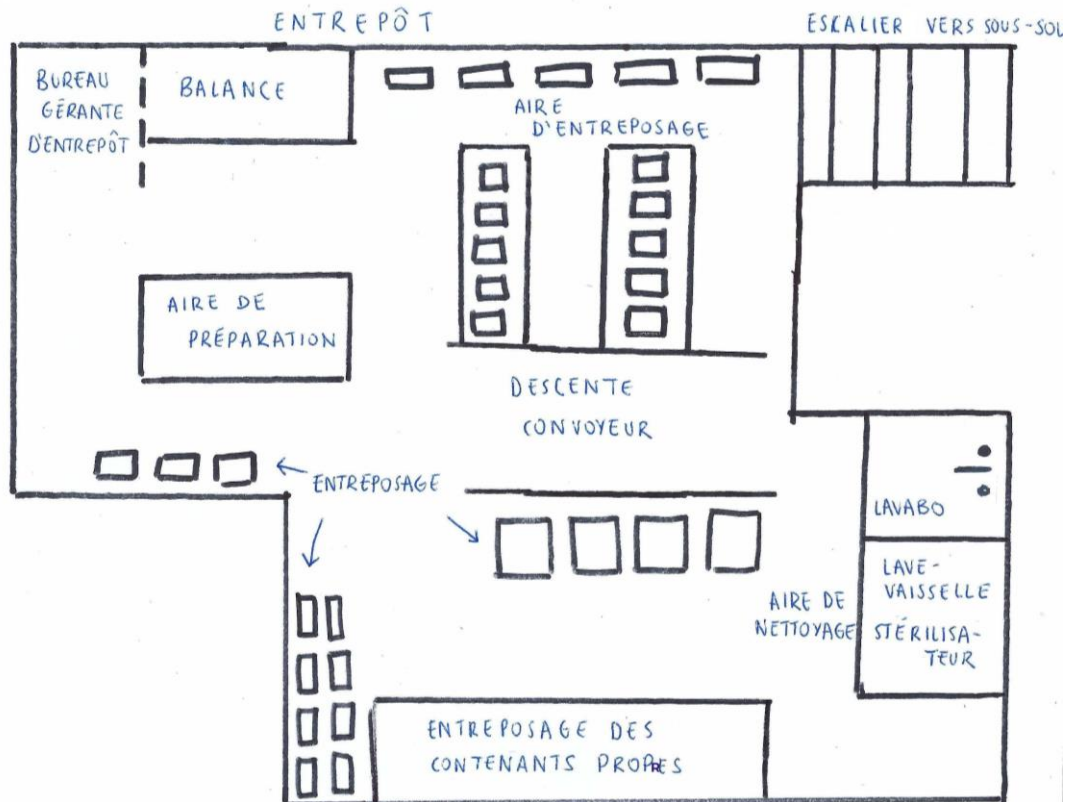 ENTREPÔT
ESCALIER VERS SOUS-SOL
BUREAU
GÉRANTE
D'ENTREPÔT
BALANCE
AIRE
D'ENTREPOSAGE
AIRE DE
PRÉPARATION
DESCENTE
CONVOYEUR
ENTREPOSAGE
LAVABO
LAVE-
VAISSELLE
STÉRILISA-
TEUR
AIRE DE
NETTOYAGE
ENTREPOSAGE DES
CONTENANTS PROPRES